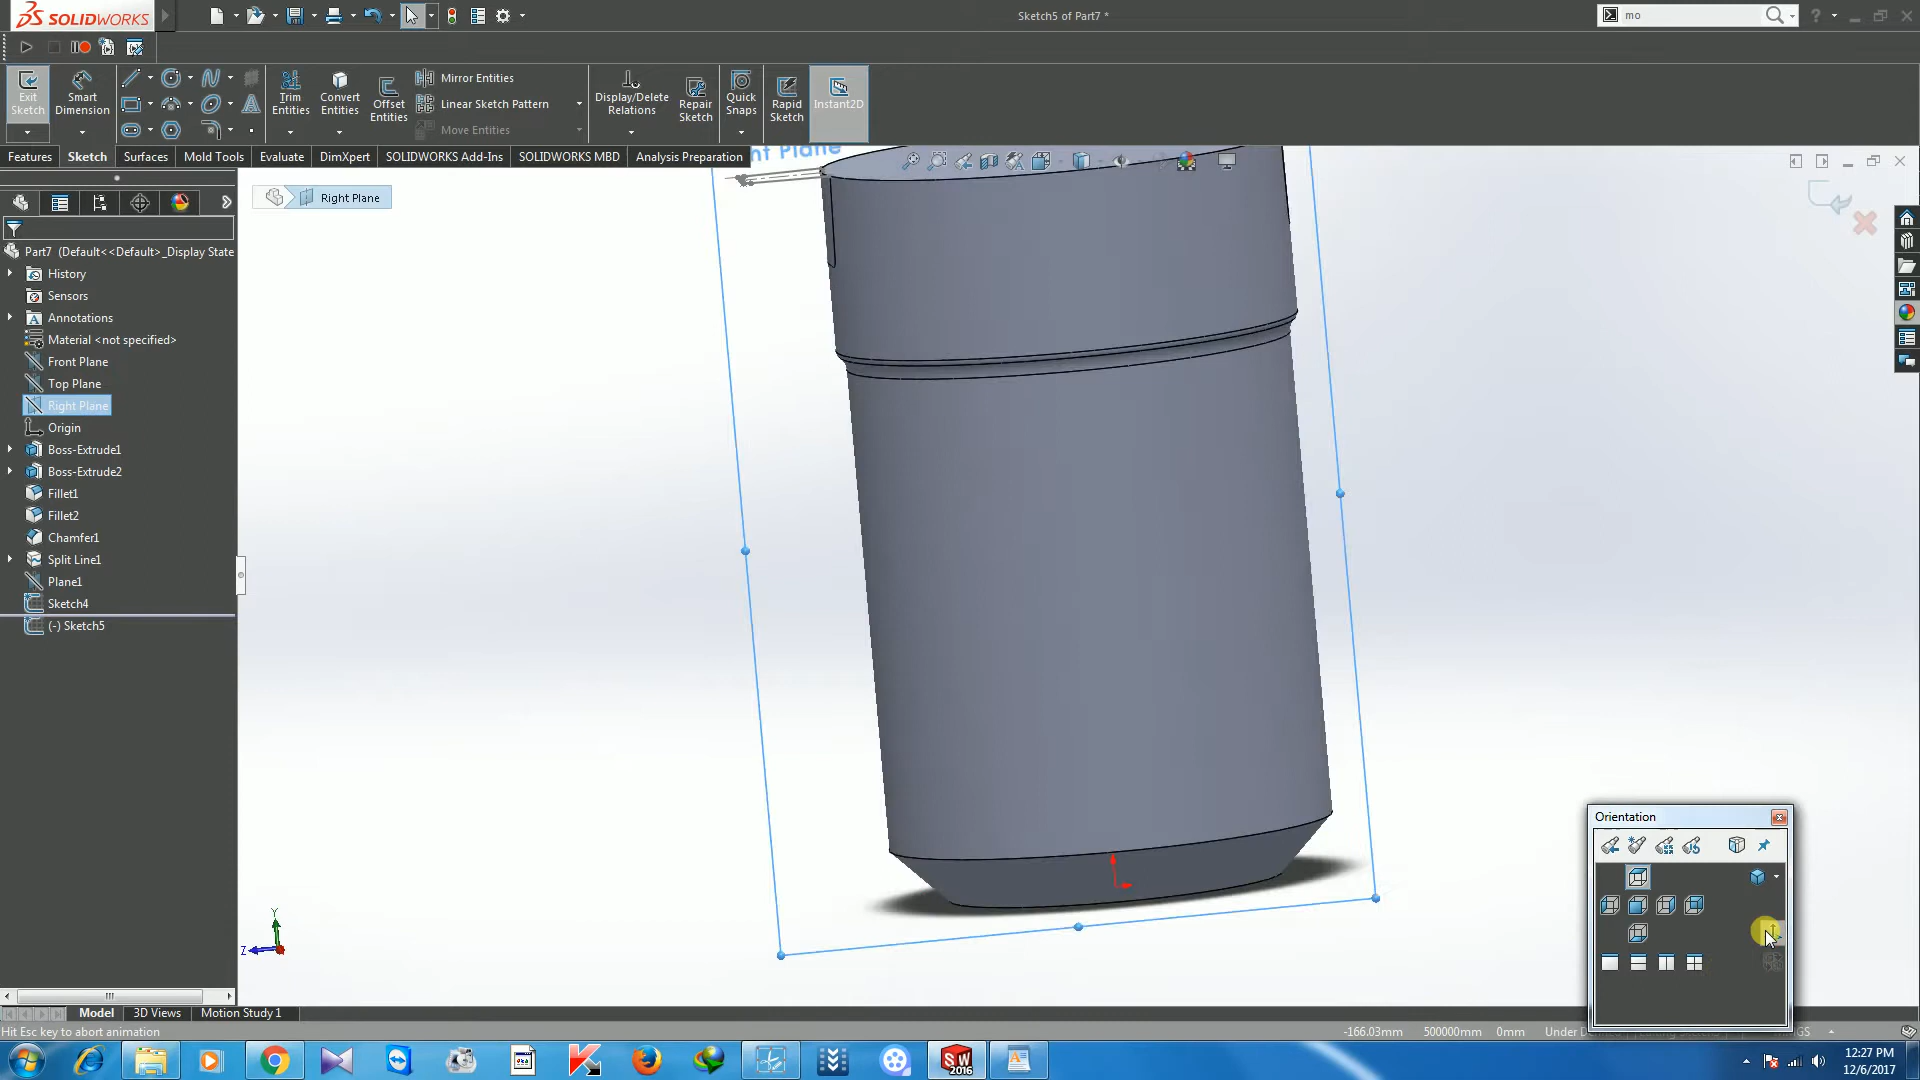 SOLIDWORKS
Sketch5 of Part7 *
mo
Exit Sketch
Smart Dimension
Trim Entities
Convert Entities
Offset Entities
Mirror Entities
Linear Sketch Pattern
Move Entities
Display/Delete Relations
Repair Sketch
Quick Snaps
Rapid Sketch
Instant2D
Features
Sketch
Surfaces
Mold Tools
Evaluate
DimXpert
SOLIDWORKS Add-Ins
SOLIDWORKS MBD
Analysis Preparation
Plane
Right Plane
Part7 (Default<<Default>_Display State
History
Sensors
Annotations
Material <not specified>
Front Plane
Top Plane
Right Plane
Origin
Boss-Extrude1
Boss-Extrude2
Fillet1
Fillet2
Chamfer1
Split Line1
Plane1
Sketch4
(-) Sketch5
Y
Z
Orientation
Model
3D Views
Motion Study 1
Hit Esc key to abort animation
-166.03mm
500000mm
0mm
SW
2016
12:27 PM
12/6/2017